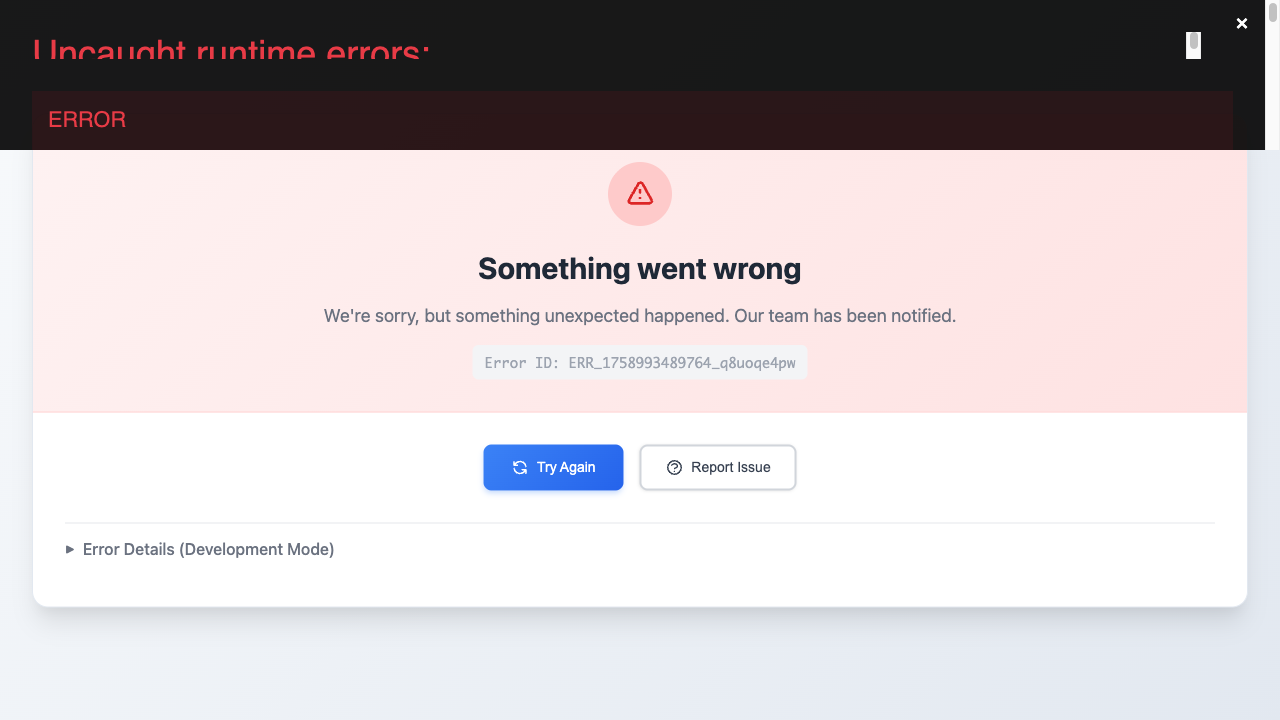 Uncaught runtime errors:
×
ERROR
Something went wrong
We're sorry, but something unexpected happened. Our team has been notified.
Error ID: ERR_1758993489764_q8uoqe4pw
Try Again
Report Issue
Error Details (Development Mode)